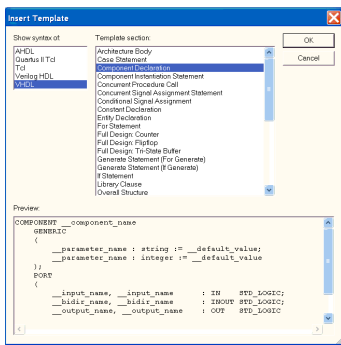 Insert Template
Show syntax of:
AHDL
Quartus II Tcl
Tcl
Verilog HDL
VHDL
Template section:
Architecture Body
Case Statement
Component Declaration
Component Instantiation Statement
Concurrent Procedure Call
Concurrent Signal Assignment Statement
Conditional Signal Assignment
Constant Declaration
Entity Declaration
For Statement
Full Design: Counter
Full Design: Flipflop
Full Design: Tri-State Buffer
Generate Statement (For Generate)
Generate Statement (If Generate)
If Statement
Library Clause
Overall Structure
OK
Cancel
Preview:
COMPONENT __component_name
GENERIC
(
__parameter_name : string := __default_value;
__parameter_name : integer := __default_value
);
PORT
(
__input_name, __input_name : IN STD_LOGIC;
__bidir_name, __bidir_name : INOUT STD_LOGIC;
__output_name, __output_name : OUT STD_LOGIC